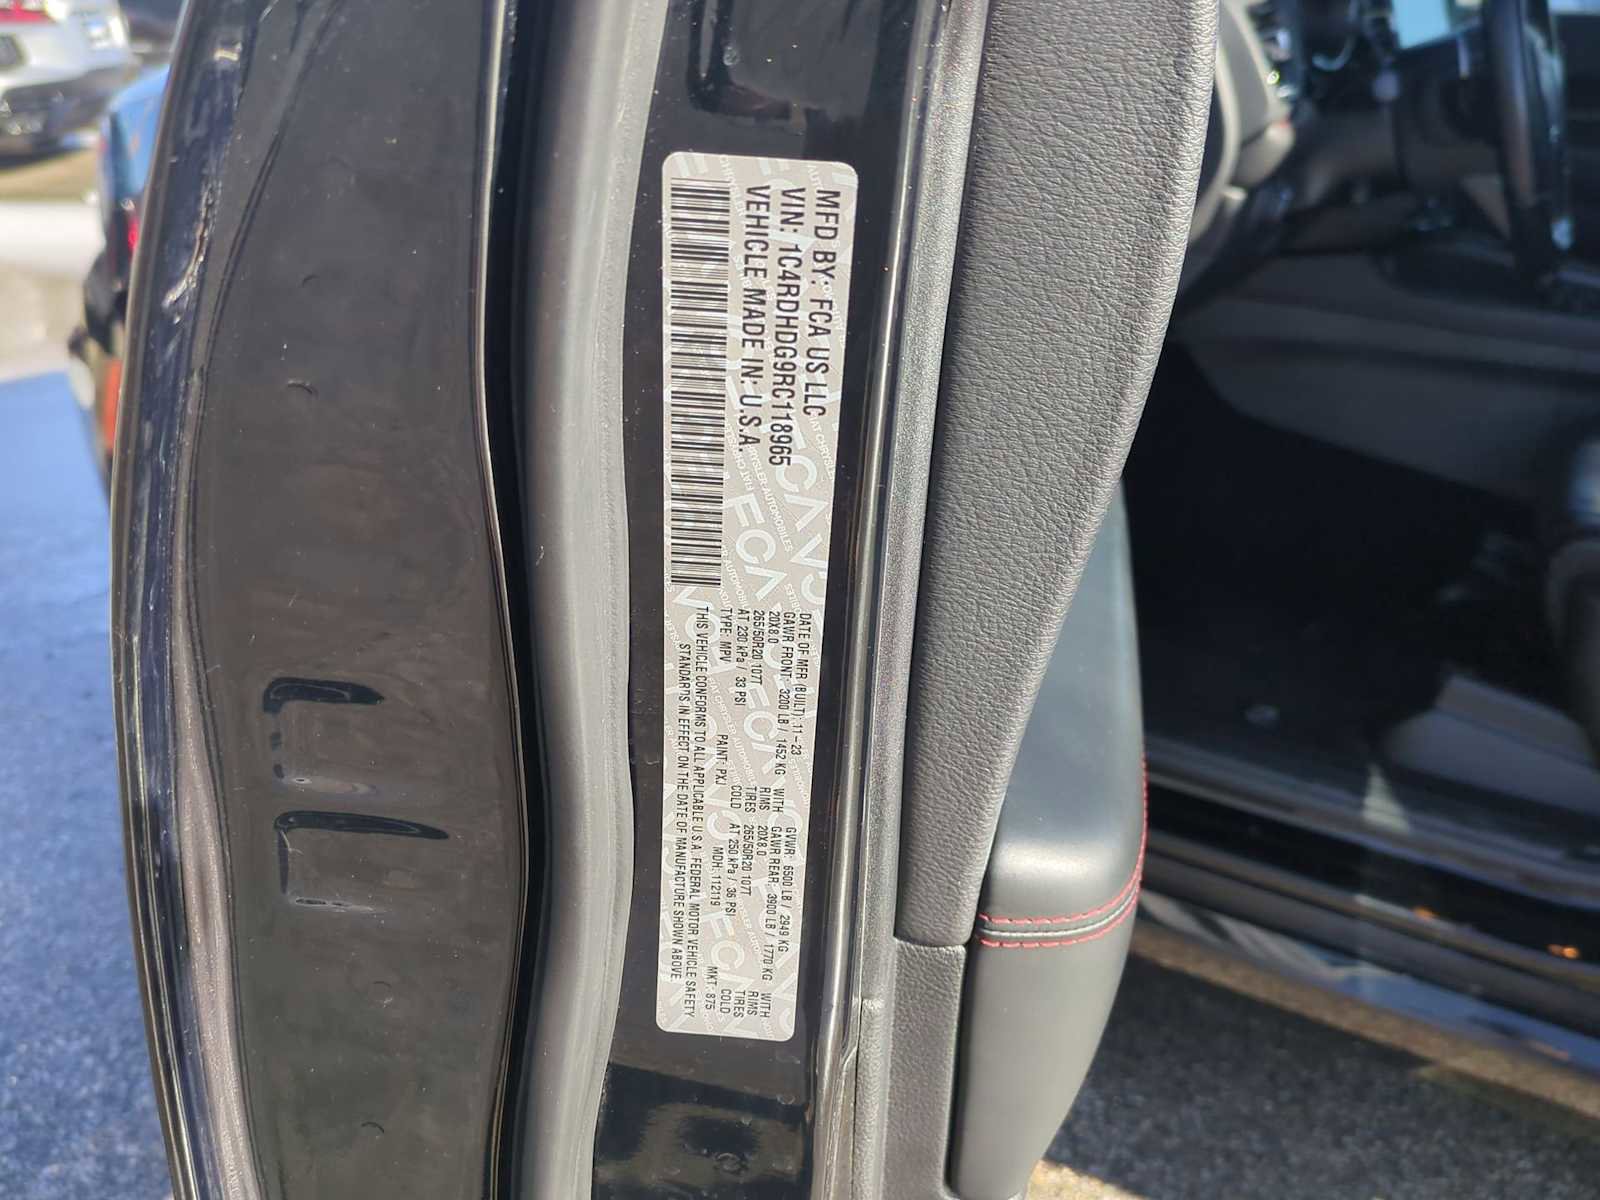 MFD BY: FCA US LLC
VIN: 1C4RDHDG9RC118965
VEHICLE MADE IN: U.S.A.
DATE OF MFR (BUILT): 11-23 GVWR: 6500 LB / 2949 KG
GAWR FRONT: 3200 LB / 1452 KG WITH GAWR REAR: 3900 LB / 1770 KG WITH
20X8.0 RIMS 20X8.0 RIMS
265/50R20 107T TIRES 265/50R20 107T TIRES
AT 230 kPa / 33 PSI COLD AT 250 kPa / 36 PSI COLD
TYPE: MPV PAINT: PXJ MDH: 112119 MKT: 875
THIS VEHICLE CONFORMS TO ALL APPLICABLE U.S.A. FEDERAL MOTOR VEHICLE SAFETY
STANDARDS IN EFFECT ON THE DATE OF MANUFACTURE SHOWN ABOVE